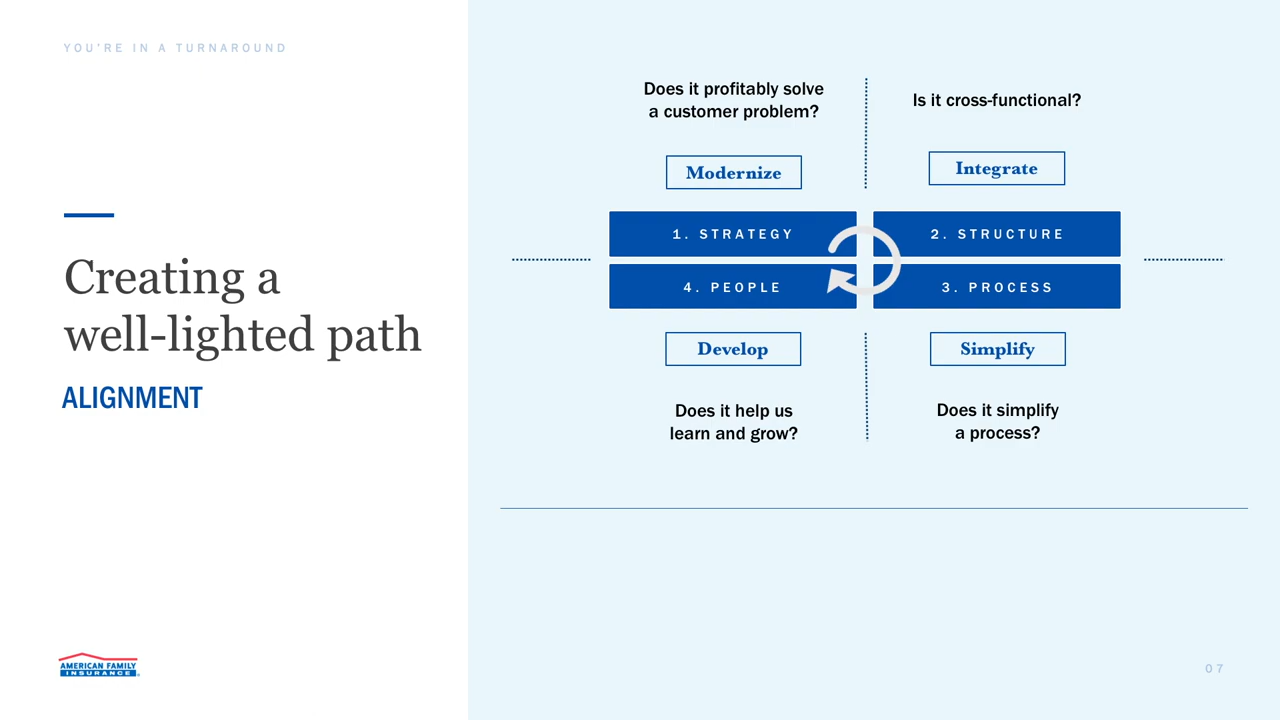 YOU'RE IN A TURNAROUND
Creating a
well-lighted path
ALIGNMENT
AMERICAN FAMILY
INSURANCE
Does it profitably solve
a customer problem?
Is it cross-functional?
Modernize
Integrate
1. STRATEGY
2. STRUCTURE
4. PEOPLE
3. PROCESS
Develop
Simplify
Does it help us
learn and grow?
Does it simplify
a process?
07